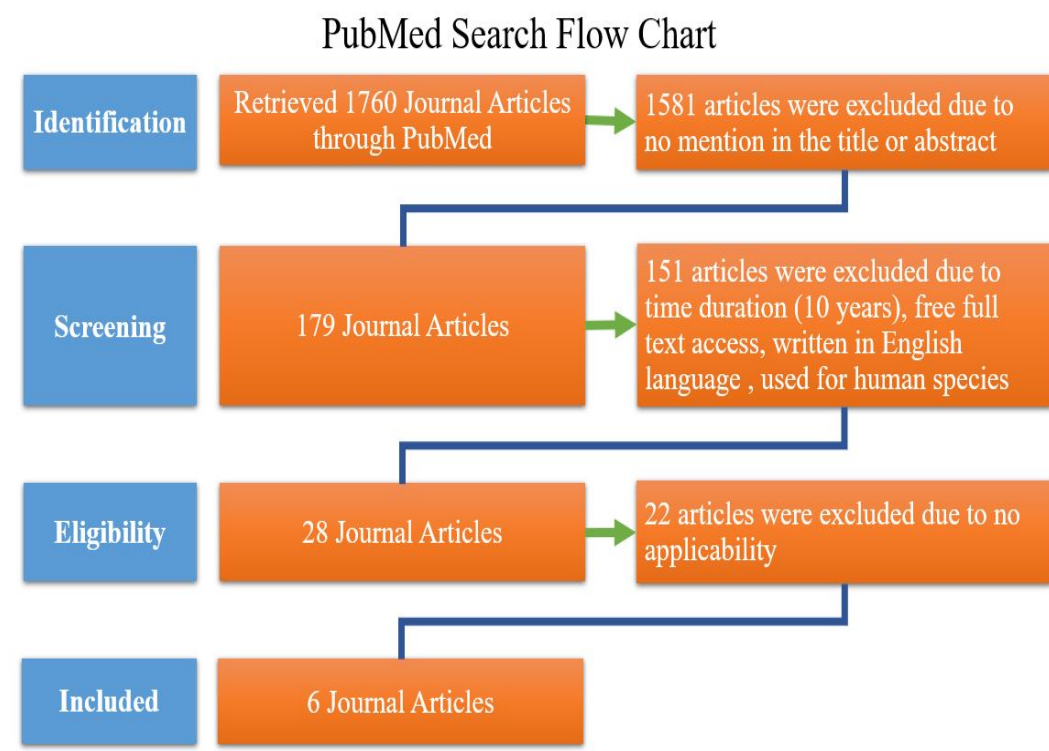 PubMed Search Flow Chart
Identification
Retrieved 1760 Journal Articles
through PubMed
1581 articles were excluded due to
no mention in the title or abstract
Screening
179 Journal Articles
151 articles were excluded due to
time duration (10 years), free full
text access, written in English
language , used for human species
Eligibility
28 Journal Articles
22 articles were excluded due to no
applicability
Included
6 Journal Articles